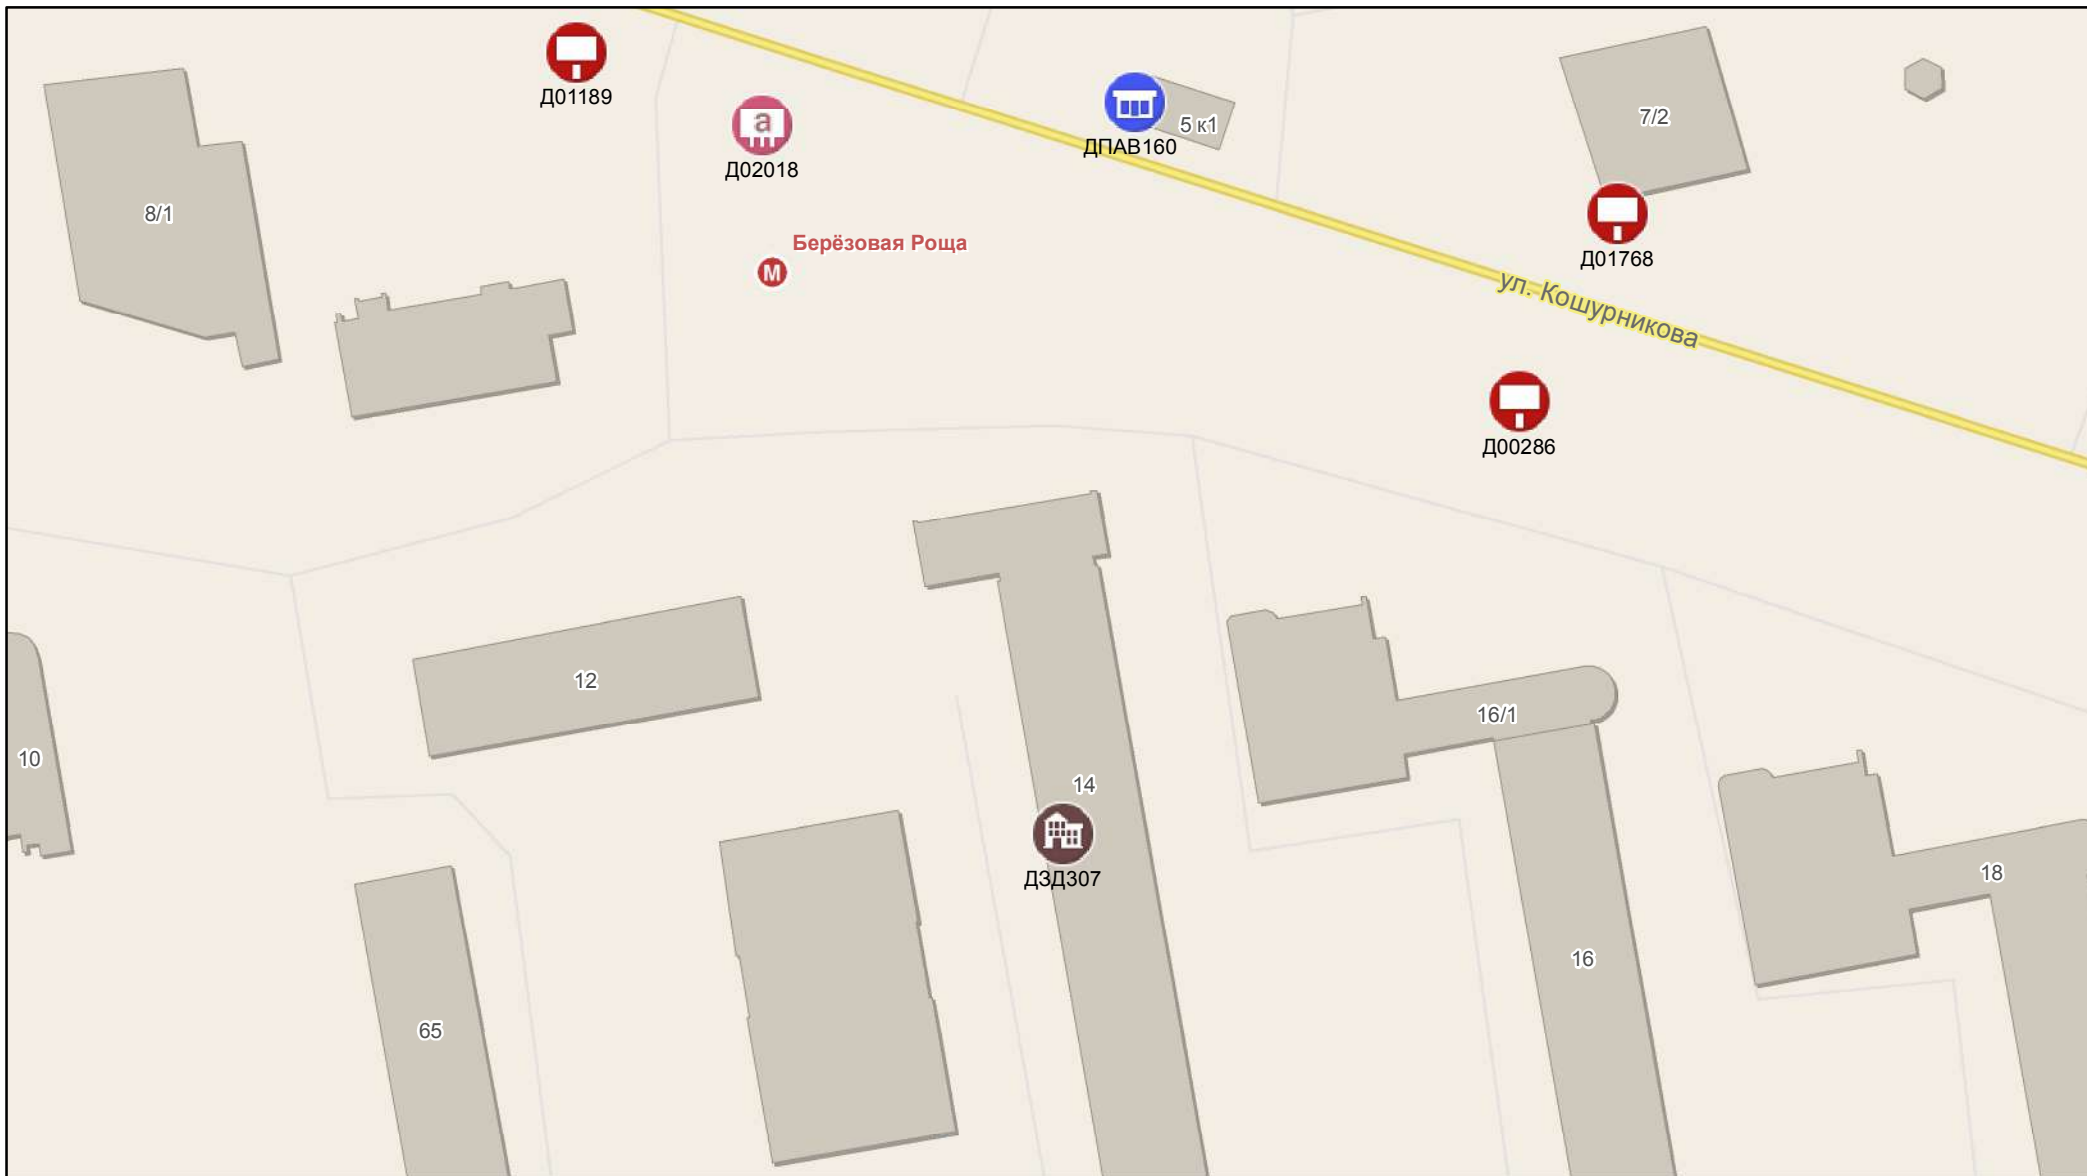 Д01189
а
Д02018
ДПАВ160
5 к1
7/2
8/1
Берёзовая Роща
М
Д01768
ул. Кошурникова
Д00286
12
16/1
10
14
ДЗД307
18
16
65